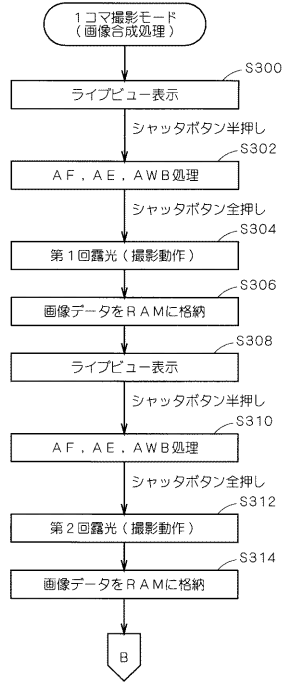 1コマ撮影モード
(画像合成処理)
S300
ライブビュー表示
シャッタボタン半押し
S302
AF，AE，AWB処理
シャッタボタン全押し
S304
第1回露光(撮影動作)
S306
画像データをRAMに格納
S308
ライブビュー表示
シャッタボタン半押し
S310
AF，AE，AWB処理
シャッタボタン全押し
S312
第2回露光(撮影動作)
S314
画像データをRAMに格納
B